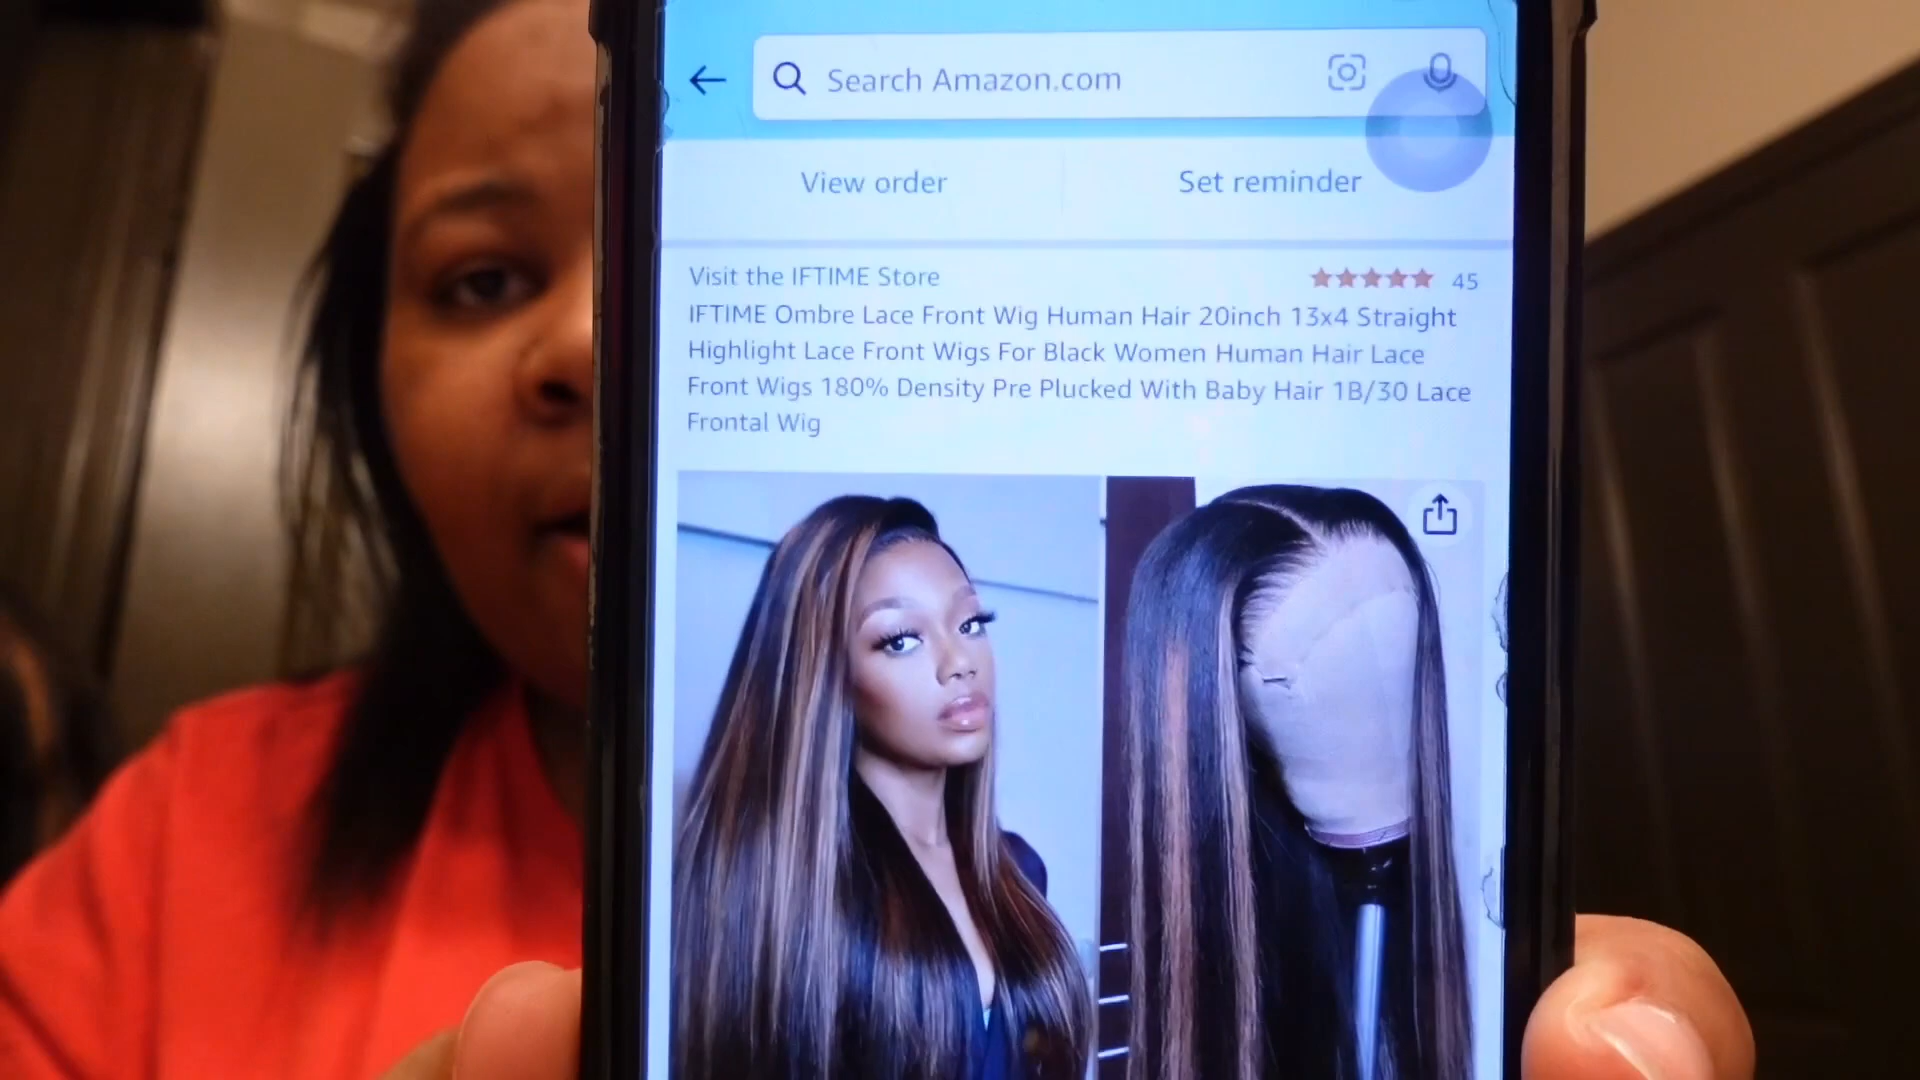 Search Amazon.com
View order
Set reminder
Visit the IFTIME Store
45
IFTIME Ombre Lace Front Wig Human Hair 20inch 13x4 Straight
Highlight Lace Front Wigs For Black Women Human Hair Lace
Front Wigs 180% Density Pre Plucked With Baby Hair 1B/30 Lace
Frontal Wig